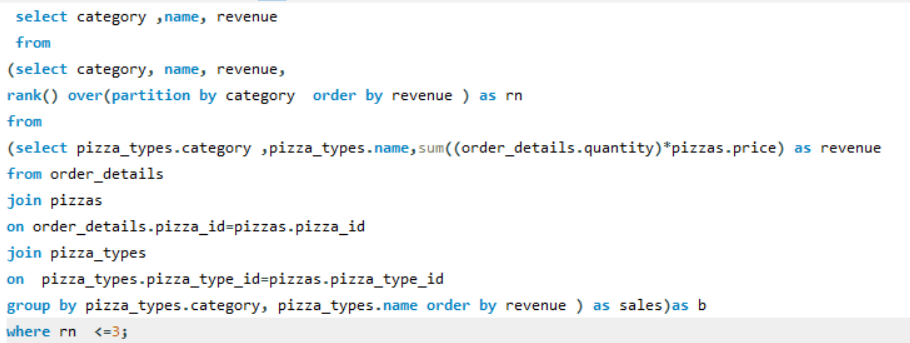 select category ,name, revenue
from
(select category, name, revenue,
rank() over(partition by category  order by revenue ) as rn
from
(select pizza_types.category ,pizza_types.name,sum((order_details.quantity)*pizzas.price) as revenue
from order_details
join pizzas
on order_details.pizza_id=pizzas.pizza_id
join pizza_types
on  pizza_types.pizza_type_id=pizzas.pizza_type_id
group by pizza_types.category, pizza_types.name order by revenue ) as sales)as b
where rn  <=3;